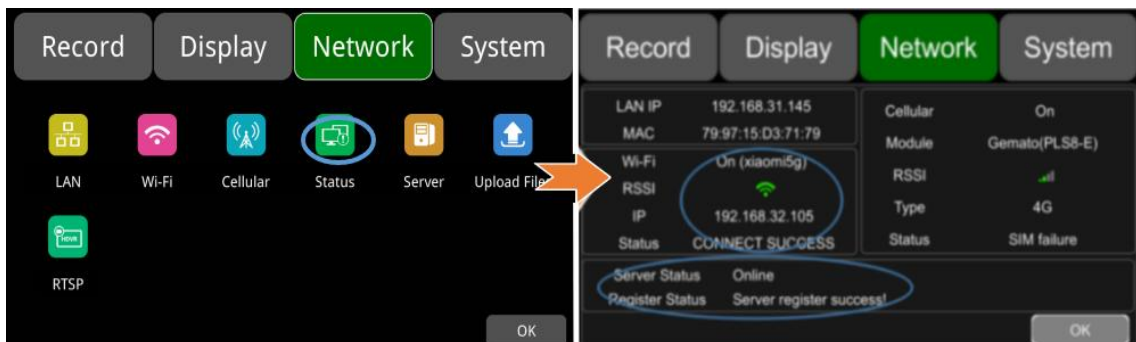 Record Display Network System
LAN Wi-Fi Cellular Status Server Upload File
HDVR
RTSP
OK
Record Display Network System
LAN IP 192.168.31.145
MAC 79:97:15:D3:71:79
Wi-Fi On (xiaomi5g)
RSSI
IP 192.168.32.105
Status CONNECT SUCCESS
Cellular On
Module Gemato(PLS8-E)
RSSI
Type 4G
Status SIM failure
Server Status Online
Register Status Server register success!
OK